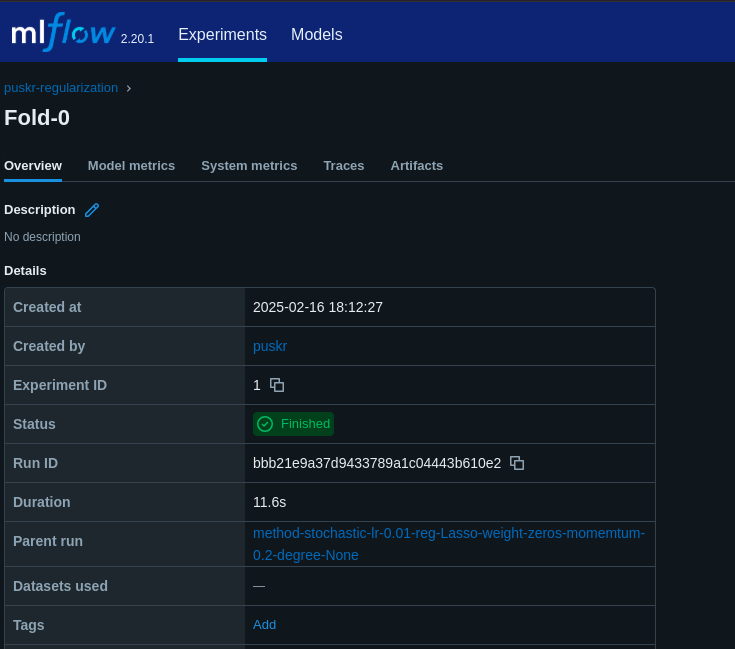 mlflow 2.20.1 Experiments Models
puskr-regularization
Fold-0
Overview Model metrics System metrics Traces Artifacts
Description
No description
Details
Created at 2025-02-16 18:12:27
Created by puskr
Experiment ID 1
Status Finished
Run ID bbb21e9a37d9433789a1c04443b610e2
Duration 11.6s
Parent run method-stochastic-lr-0.01-reg-Lasso-weight-zeros-momemtum-
0.2-degree-None
Datasets used —
Tags Add